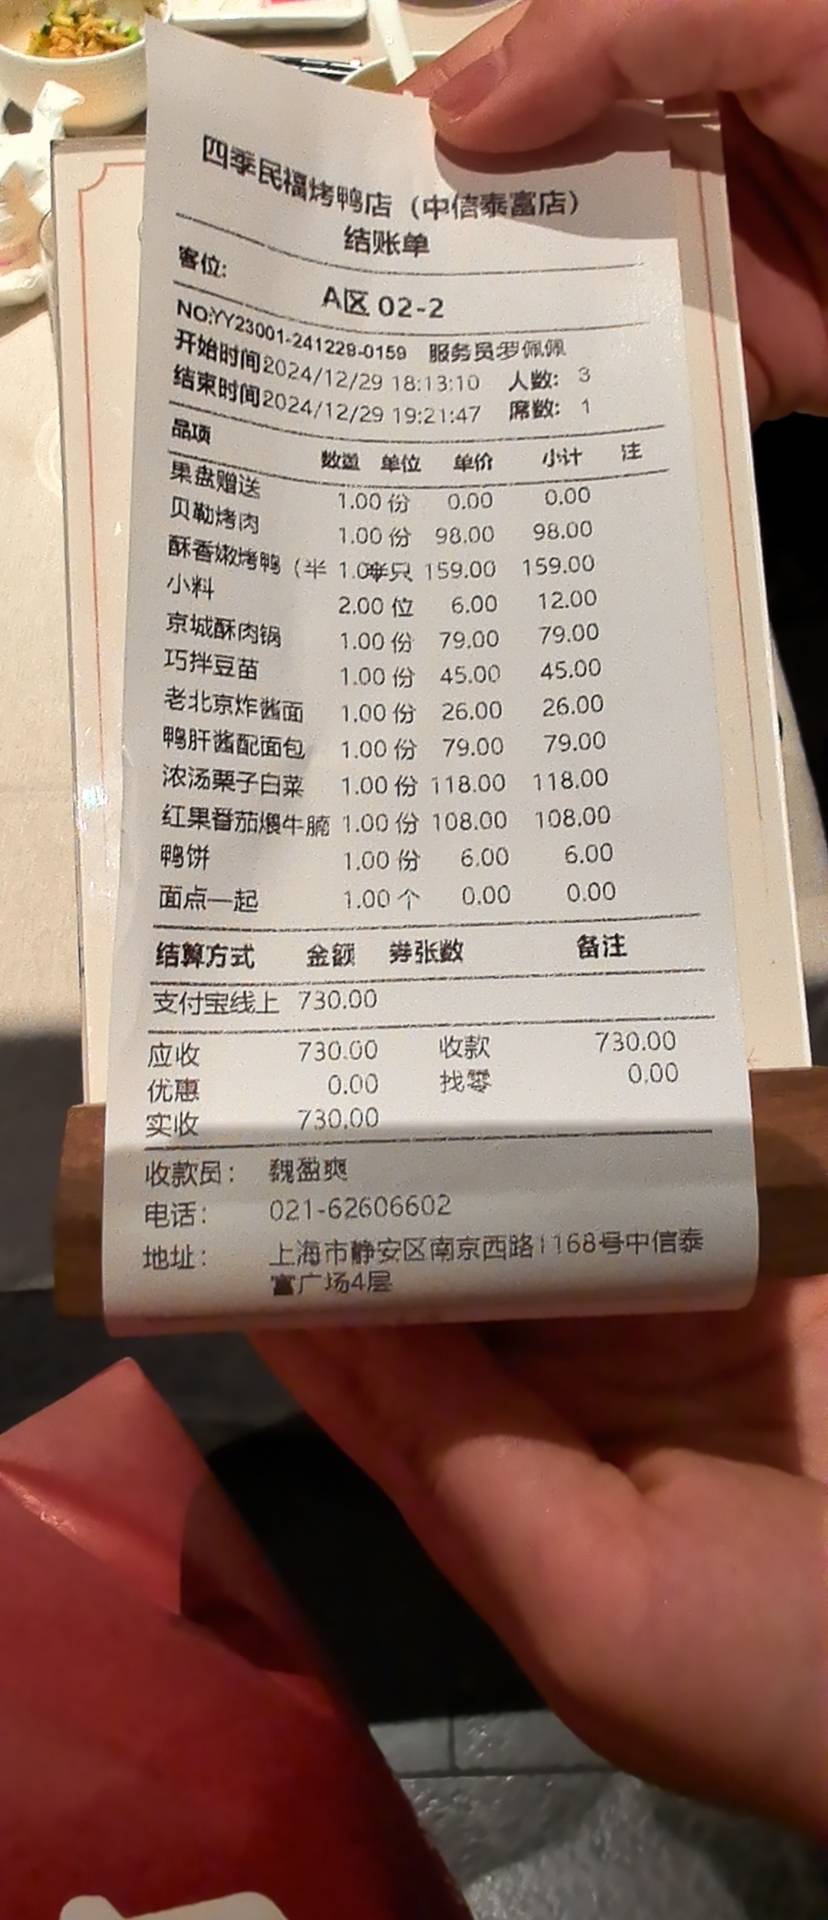 四季民福烤鸭店（中信泰富店）
结账单
客位:
A区 02-2
NO:YY23001-241229-0159 服务员:罗佩佩
开始时间2024/12/29 18:13:10 人数: 3
结束时间2024/12/29 19:21:47 席数: 1
品项 数量 单位 单价 小计 注
果盘赠送 1.00 份 0.00 0.00
贝勒烤肉 1.00 份 98.00 98.00
酥香嫩烤鸭（半 1.00半只 159.00 159.00
小料 2.00 位 6.00 12.00
京城酥肉锅 1.00 份 79.00 79.00
巧拌豆苗 1.00 份 45.00 45.00
老北京炸酱面 1.00 份 26.00 26.00
鸭肝酱配面包 1.00 份 79.00 79.00
浓汤栗子白菜 1.00 份 118.00 118.00
红果番茄煨牛腩 1.00 份 108.00 108.00
鸭饼 1.00 份 6.00 6.00
面点一起 1.00 个 0.00 0.00
结算方式 金额 券张数 备注
支付宝线上 730.00
应收 730.00 收款 730.00
优惠 0.00 找零 0.00
实收 730.00
收款员: 魏盈爽
电话: 021-62606602
地址: 上海市静安区南京西路1168号中信泰
富广场4层